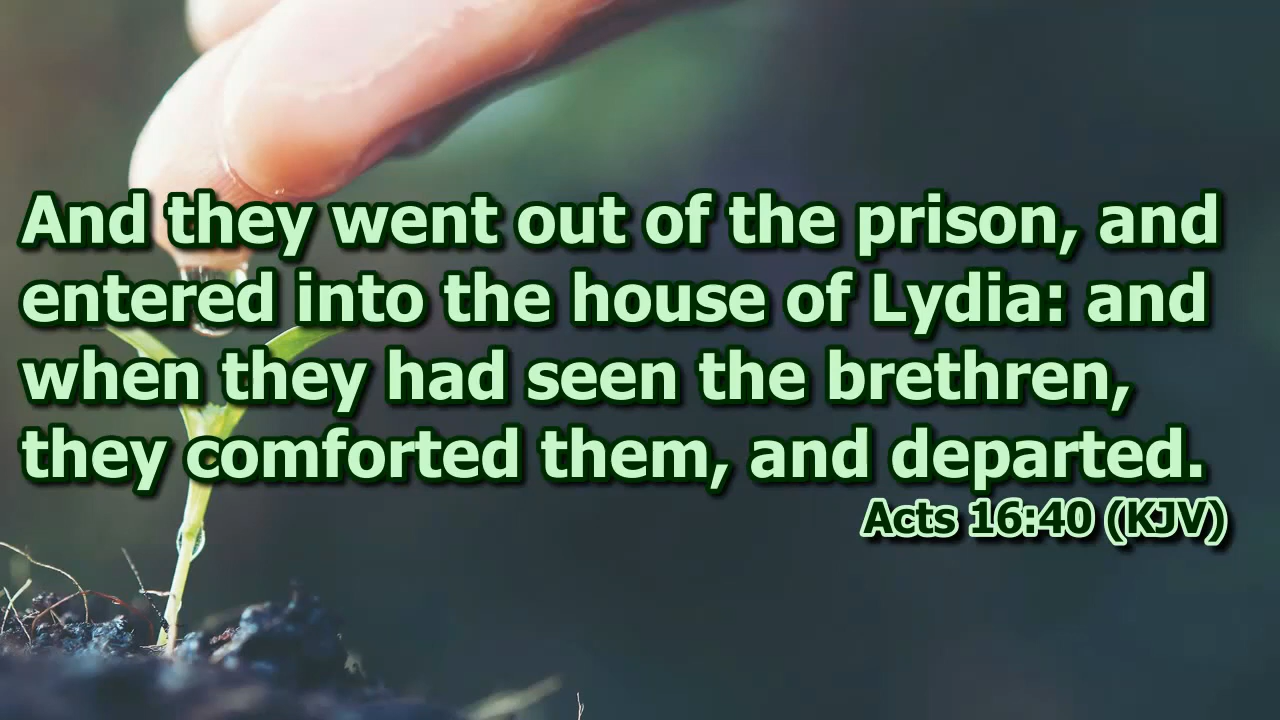 And they went out of the prison, and
entered into the house of Lydia: and
when they had seen the brethren,
they comforted them, and departed.
Acts 16:40 (KJV)